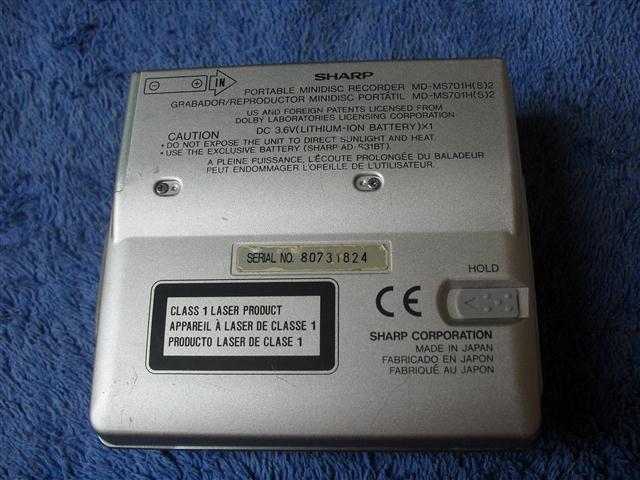 IN
SHARP
PORTABLE MINIDISC RECORDER MD-MS701H(S)2
GRABADOR/REPRODUCTOR MINIDISC PORTÁTIL MD-MS701H(S)2
US AND FOREIGN PATENTS LICENSED FROM
DOLBY LABORATORIES LICENSING CORPORATION
DC 3.6V(LITHIUM-ION BATTERY)X1
CAUTION
• DO NOT EXPOSE THE UNIT TO DIRECT SUNLIGHT AND HEAT.
• USE THE EXCLUSIVE BATTERY (SHARP AD-S31BT).
A PLEINE PUISSANCE, L'ÉCOUTE PROLONGÉE DU BALADEUR
PEUT ENDOMMAGER L'OREILLE DE L'UTILISATEUR.
SERIAL NO. 80731824
HOLD
CLASS 1 LASER PRODUCT
APPAREIL À LASER DE CLASSE 1
PRODUCTO LASER DE CLASE 1
CE
SHARP CORPORATION
MADE IN JAPAN
FABRICADO EN JAPON
FABRIQUÉ AU JAPON